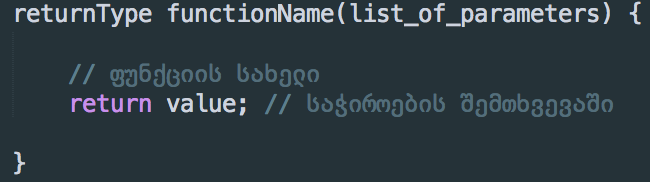 returnType functionName(list_of_parameters) {
// ფუნქციის სახელი
return value; // საჭიროების შემთხვევაში
}